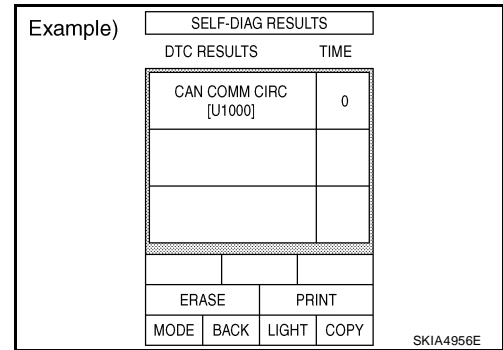 Example)
SELF-DIAG RESULTS
DTC RESULTS TIME
CAN COMM CIRC 0
[U1000]
ERASE PRINT
MODE BACK LIGHT COPY
SKIA4956E